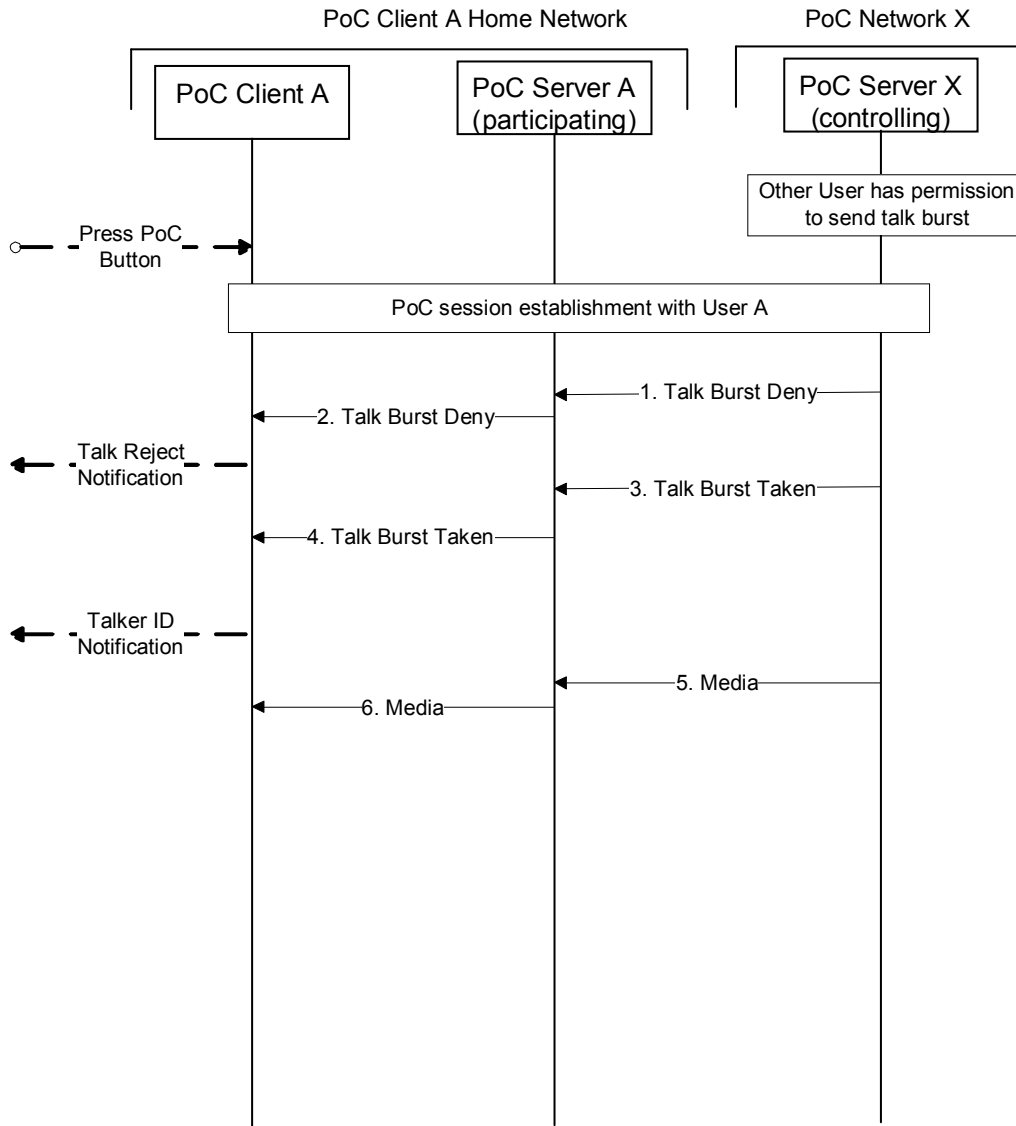 PoC Client A Home Network
PoC Network X
PoC Client A
PoC Server A
(participating)
PoC Server X
(controlling)
Other User has permission
to send talk burst
Press PoC
Button
PoC session establishment with User A
1. Talk Burst Deny
2. Talk Burst Deny
Talk Reject
Notification
3. Talk Burst Taken
4. Talk Burst Taken
Talker ID
Notification
5. Media
6. Media